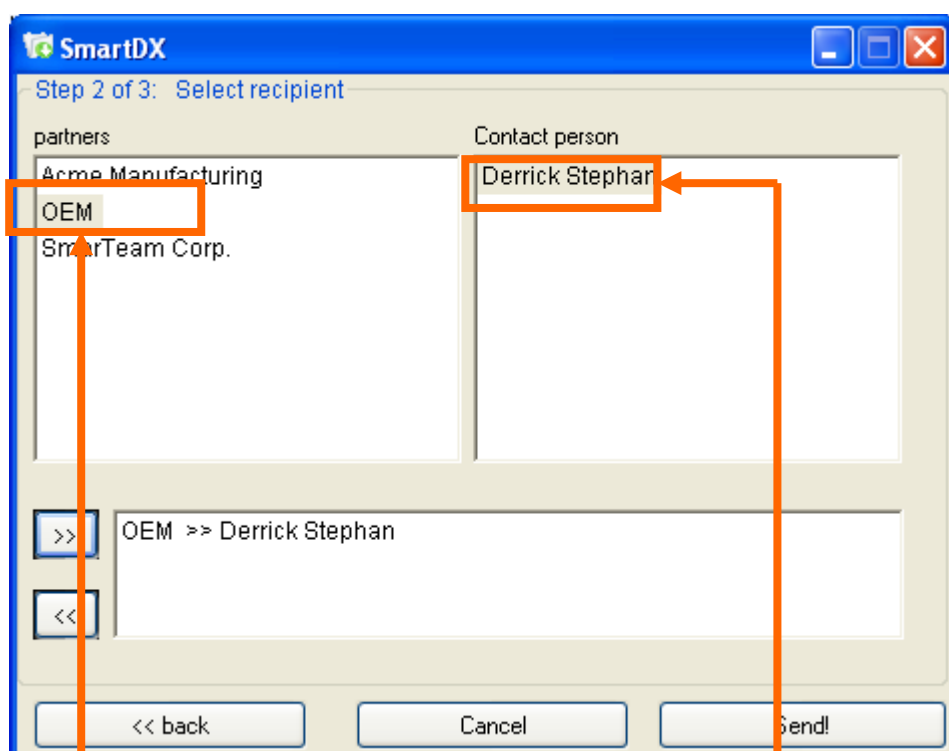 SmartDX
Step 2 of 3: Select recipient
partners
Contact person
Acme Manufacturing
OEM
SmarTeam Corp.
Derrick Stephan
>>
OEM >> Derrick Stephan
<<
<< back
Cancel
Send!